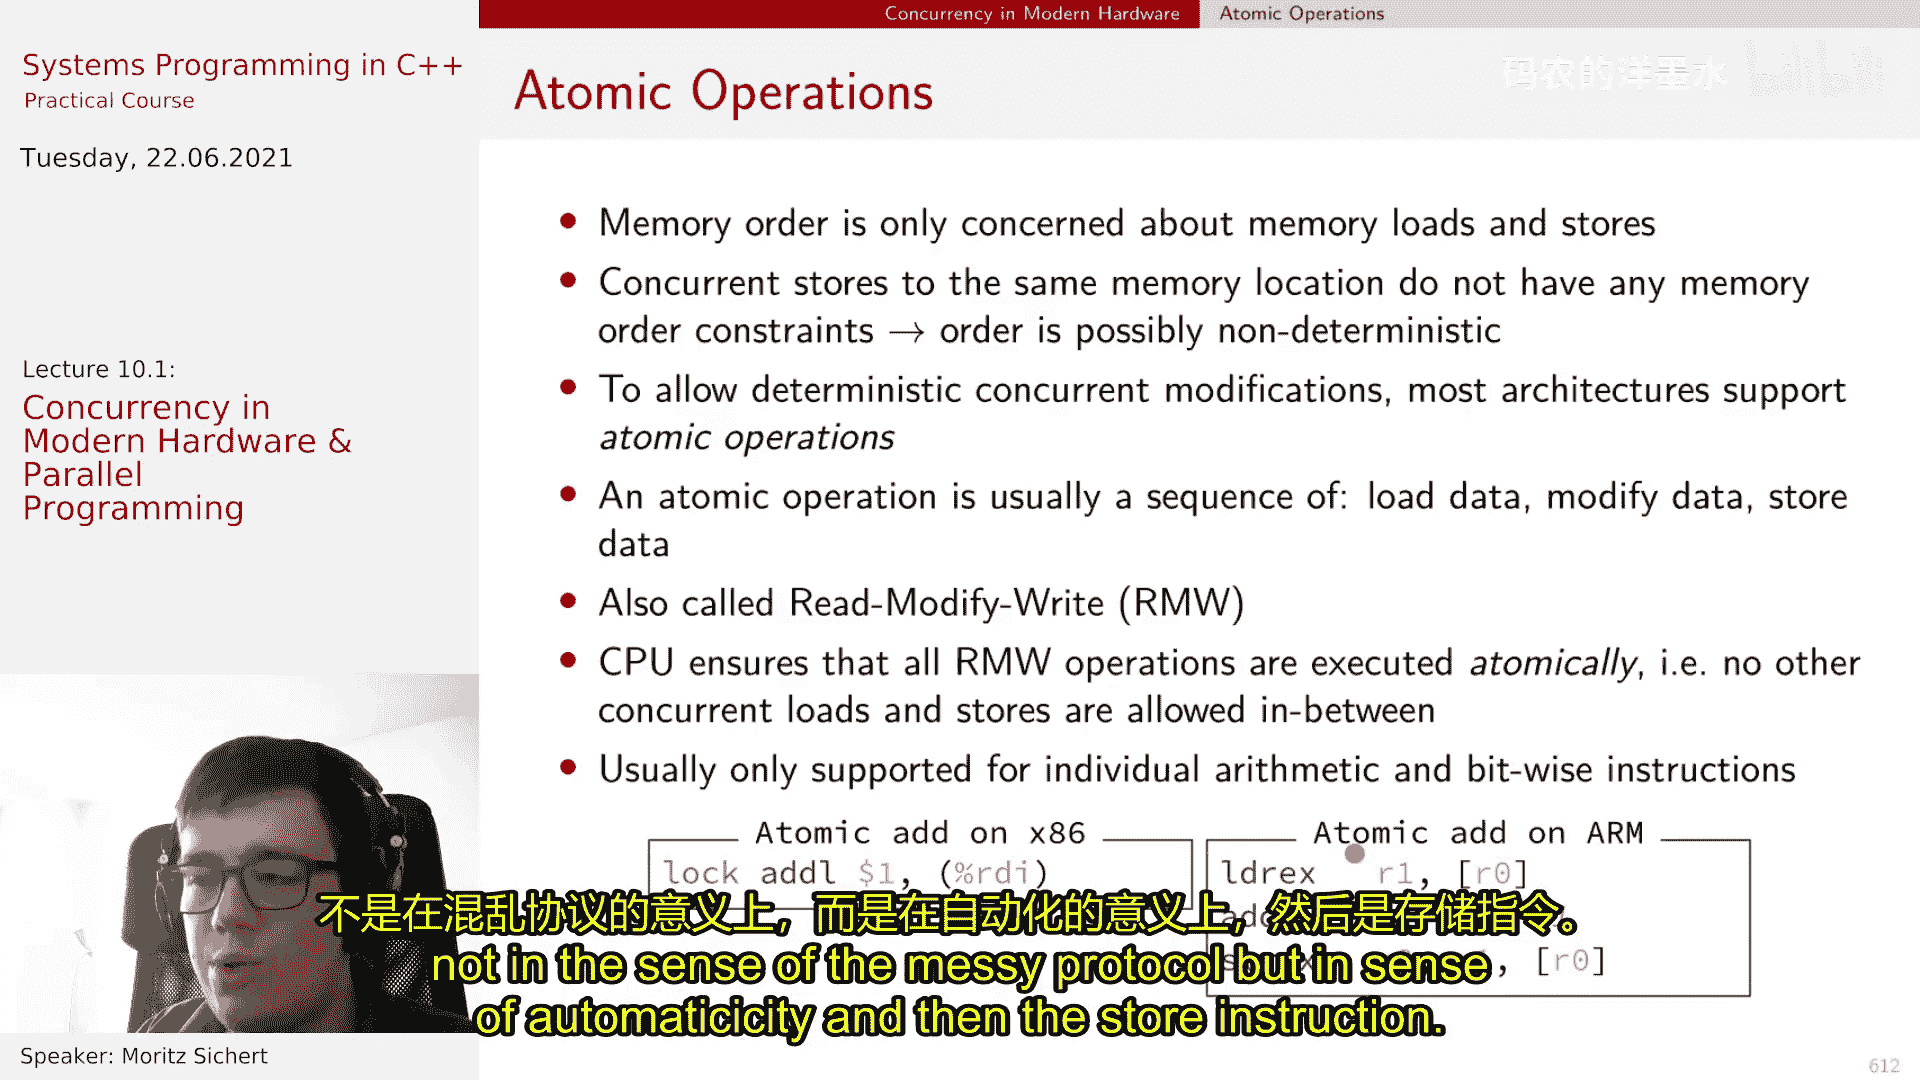 Concurrency in Modern Hardware
Atomic Operations
Systems Programming in C++
Practical Course
Tuesday, 22.06.2021
Lecture 10.1:
Concurrency in
Modern Hardware &
Parallel
Programming
Atomic Operations
码农的洋墨水
bilibili
• Memory order is only concerned about memory loads and stores
• Concurrent stores to the same memory location do not have any memory
order constraints → order is possibly non-deterministic
• To allow deterministic concurrent modifications, most architectures support
atomic operations
• An atomic operation is usually a sequence of: load data, modify data, store
data
• Also called Read-Modify-Write (RMW)
• CPU ensures that all RMW operations are executed atomically, i.e. no other
concurrent loads and stores are allowed in-between
• Usually only supported for individual arithmetic and bit-wise instructions
Atomic add on x86
lock addl $1, (%rdi)
Atomic add on ARM
ldrex r1, [r0]
, [r0]
不是在混乱协议的意义上，而是在自动化的意义上，然后是存储指令。
not in the sense of the messy protocol but in sense
of automaticicity and then the store instruction.
Speaker: Moritz Sichert
612